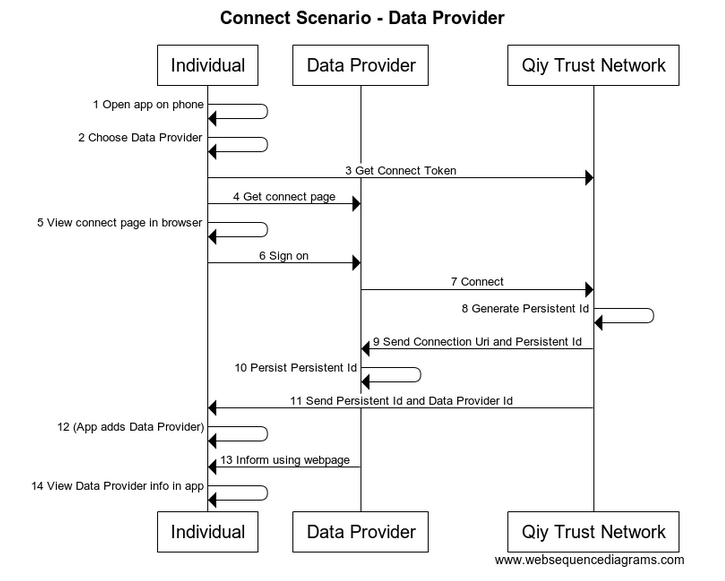 Connect Scenario - Data Provider
Individual
Data Provider
Qiy Trust Network
1 Open app on phone
2 Choose Data Provider
3 Get Connect Token
4 Get connect page
5 View connect page in browser
6 Sign on
7 Connect
8 Generate Persistent Id
9 Send Connection Uri and Persistent Id
10 Persist Persistent Id
11 Send Persistent Id and Data Provider Id
12 (App adds Data Provider)
13 Inform using webpage
14 View Data Provider info in app
Individual
Data Provider
Qiy Trust Network
www.websequencediagrams.com